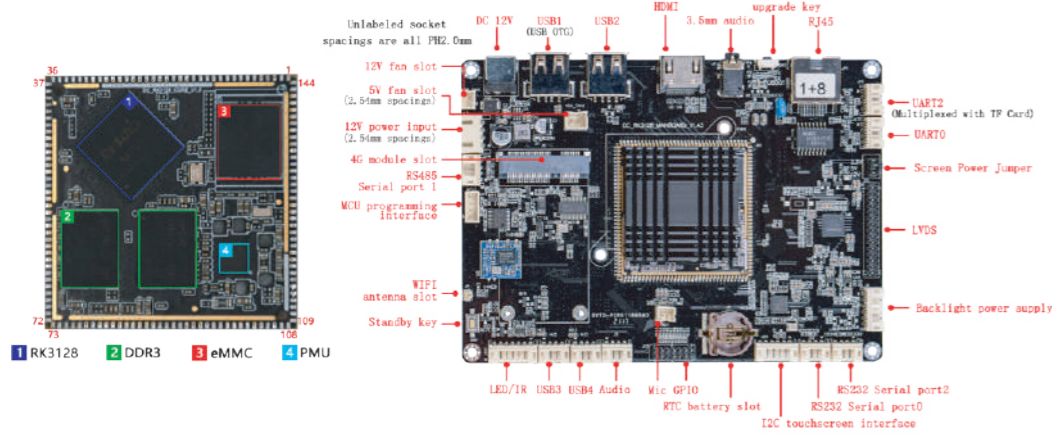 36
1
37
144
1
3
2
4
72
73
109
108
1 RK3128
2 DDR3
3 eMMC
4 PMU
Unlabeled socket
spacings are all PH2.0mm
DC 12V
USB1
(USB OTG)
USB2
HDMI
3.5mm audio
upgrade key
RJ45
12V fan slot
5V fan slot
(2.54mm spacings)
12V power input
(2.54mm spacings)
4G module slot
RS485
Serial port 1
MCU programming
interface
WIFI
antenna slot
Standby key
1+8
UART2
(Multiplexed with TF Card)
UART0
Screen Power Jumper
LVDS
Backlight power supply
LED/IR
USB3
USB4
Audio
Mic
GPIO
RTC battery slot
RS232 Serial port2
RS232 Serial port0
I2C touchscreen interface